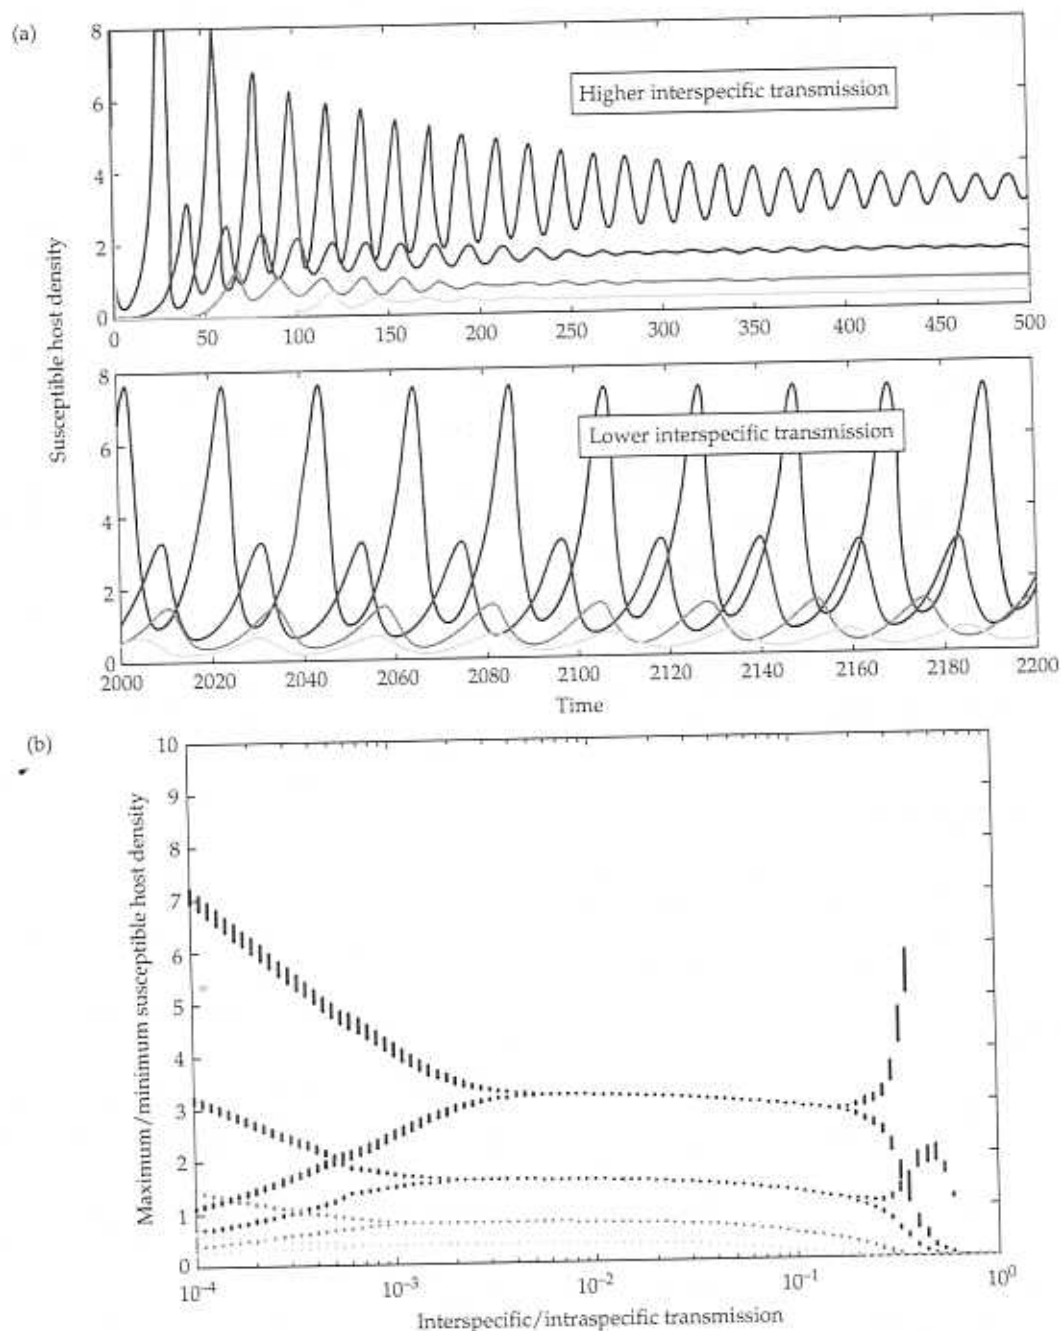 (a)
8
6
4
2
0
Higher interspecific transmission
0 50 100 150 200 250 300 350 400 450 500
Susceptible host density
8
6
4
2
0
Lower interspecific transmission
2000 2020 2040 2060 2080 2100 2120 2140 2160 2180 2200
Time
(b)
10
9
8
7
6
5
4
3
2
1
0
Maximum/minimum susceptible host density
10⁻⁴ 10⁻³ 10⁻² 10⁻¹ 10⁰
Interspecific/intraspecific transmission